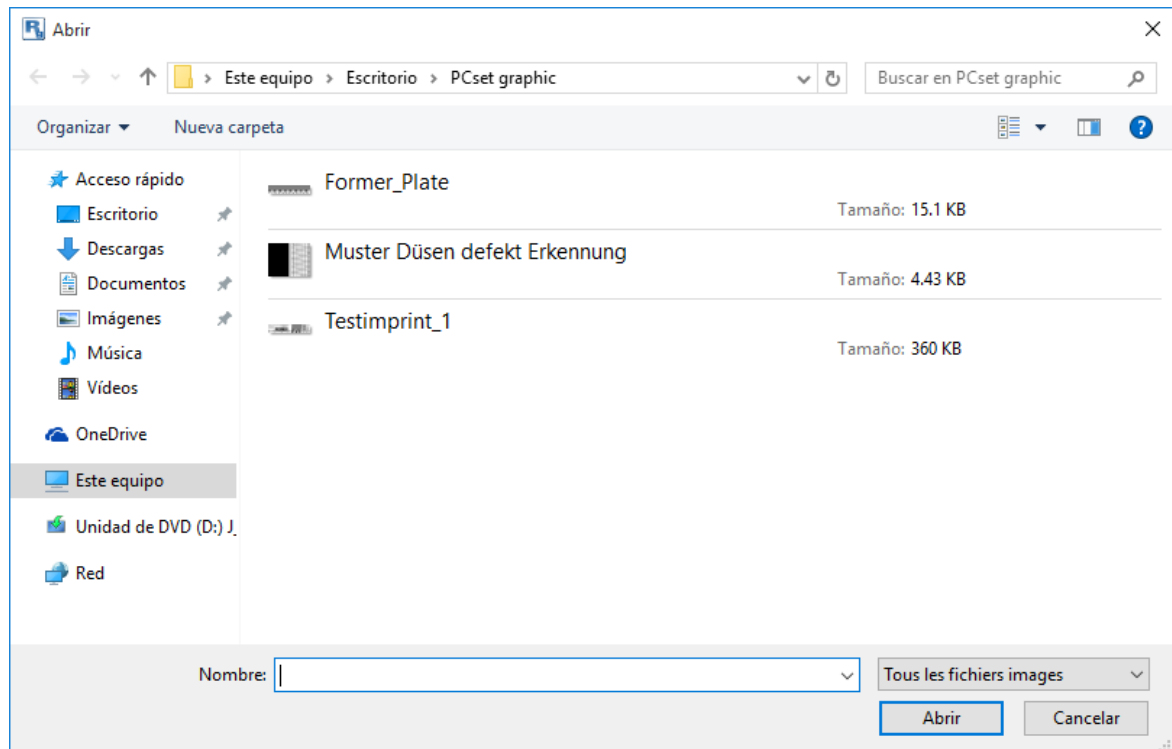 Abrir
Este equipo > Escritorio > PCset graphic
Buscar en PCset graphic
Organizar
Nueva carpeta
Acceso rápido
Escritorio
Descargas
Documentos
Imágenes
Música
Vídeos
OneDrive
Este equipo
Unidad de DVD (D:) J_
Red
Former_Plate
Tamaño: 15.1 KB
Muster Düsen defekt Erkennung
Tamaño: 4.43 KB
Testimprint_1
Tamaño: 360 KB
Nombre:
Tous les fichiers images
Abrir
Cancelar